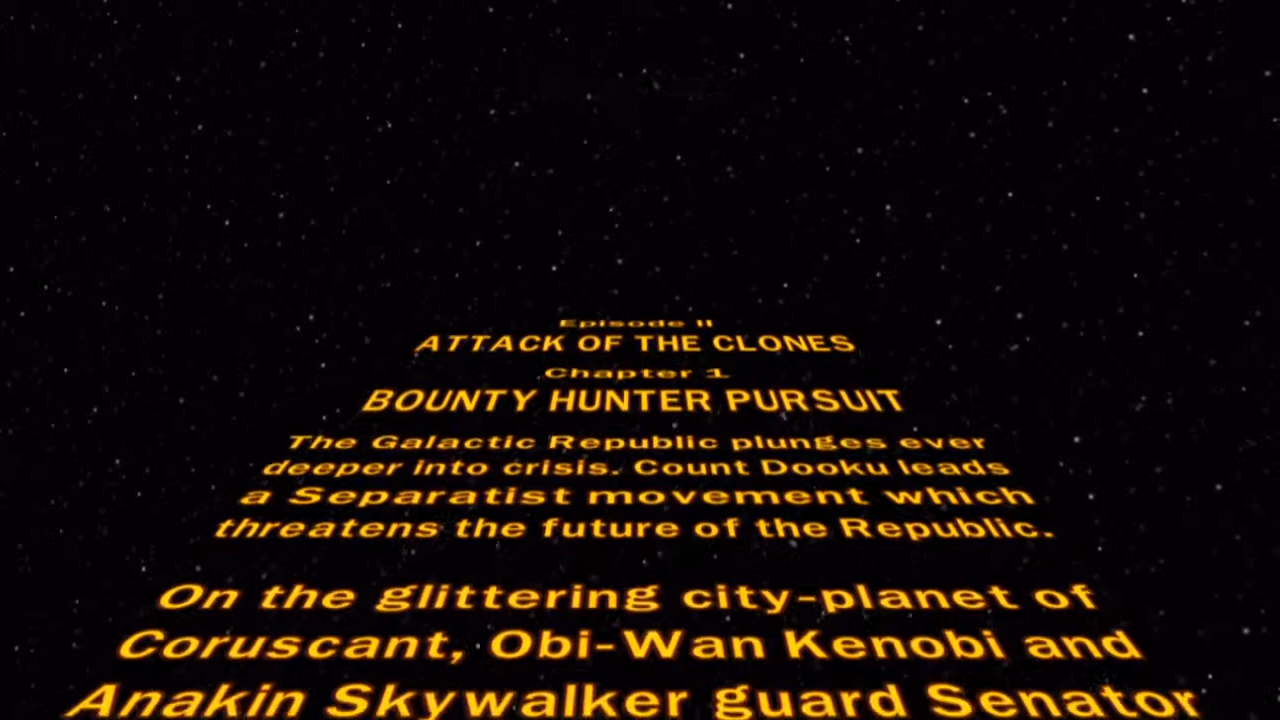 Episode II
ATTACK OF THE CLONES
Chapter 1
BOUNTY HUNTER PURSUIT
The Galactic Republic plunges ever
deeper into crisis. Count Dooku leads
a Separatist movement which
threatens the future of the Republic.
On the glittering city-planet of
Coruscant, Obi-Wan Kenobi and
Anakin Skywalker guard Senator